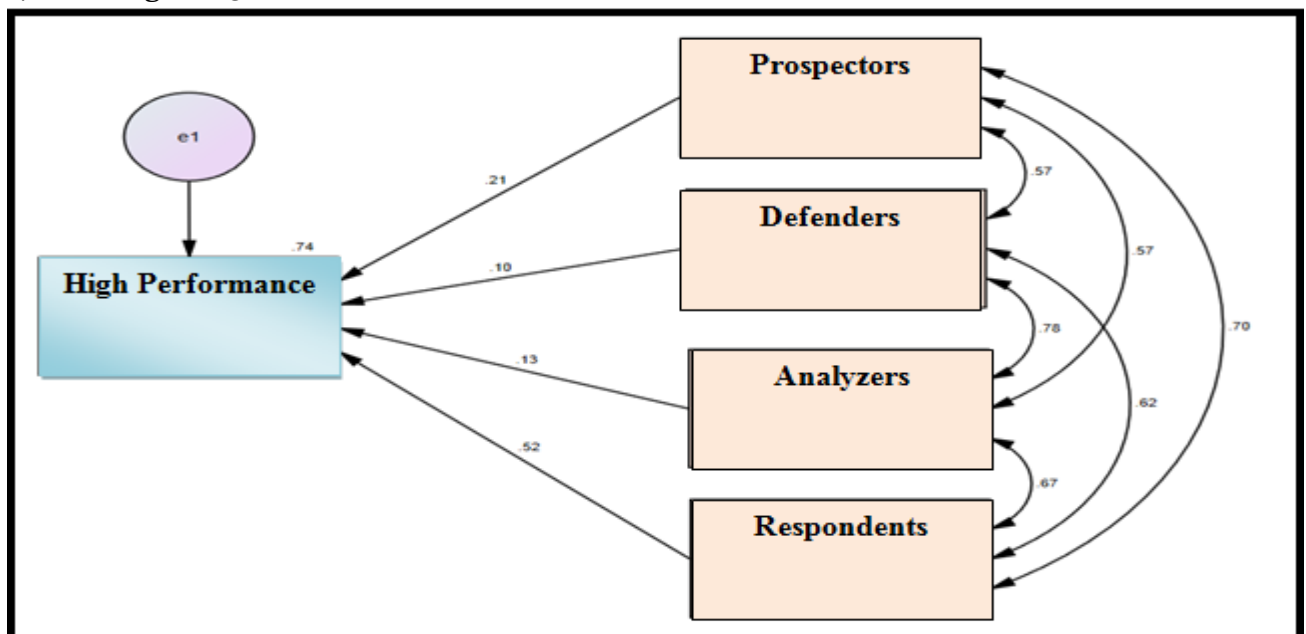 Prospectors
e1
.21
.57
Defenders
.74
.57
High Performance
.10
.78
.70
.13
Analyzers
.62
.52
.67
Respondents